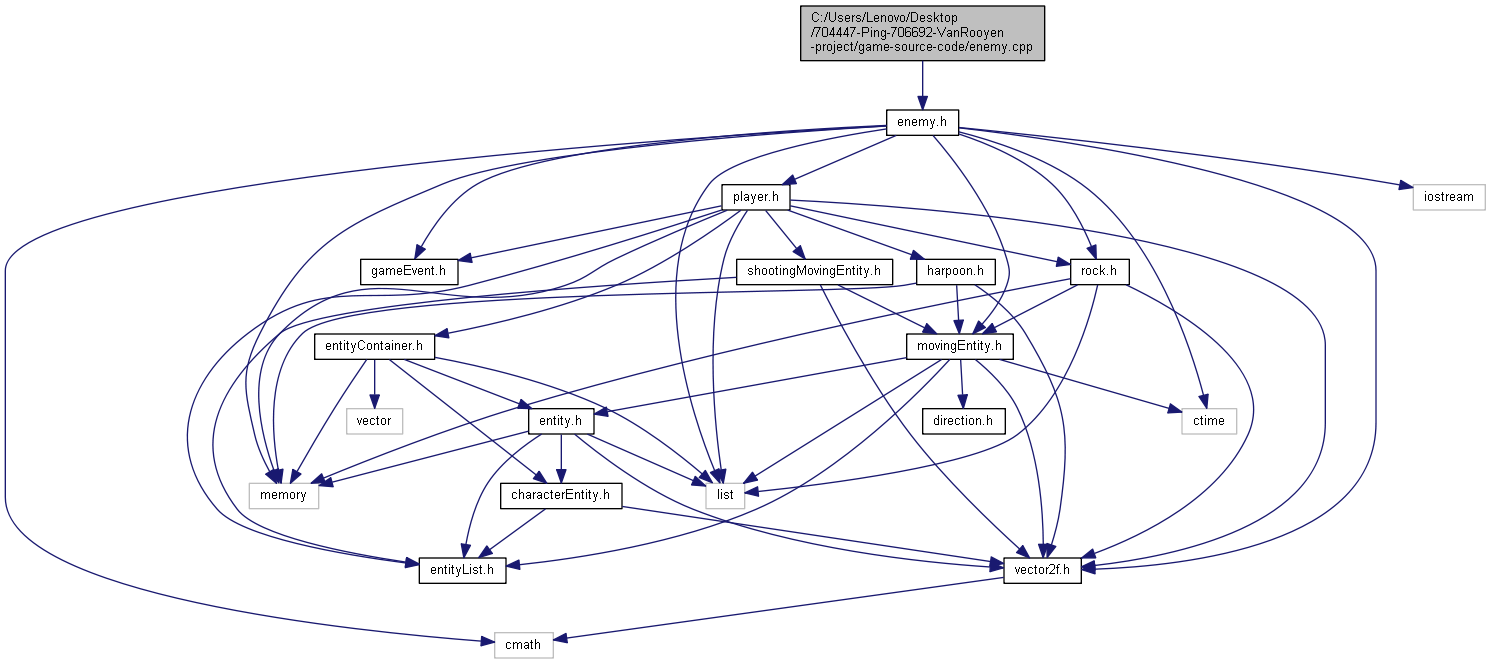 C:/Users/Lenovo/Desktop
/704447-Ping-706692-VanRooyen
-project/game-source-code/enemy.cpp
enemy.h
player.h
iostream
gameEvent.h
shootingMovingEntity.h
harpoon.h
rock.h
entityContainer.h
movingEntity.h
vector
entity.h
direction.h
ctime
memory
characterEntity.h
list
entityList.h
vector2f.h
cmath